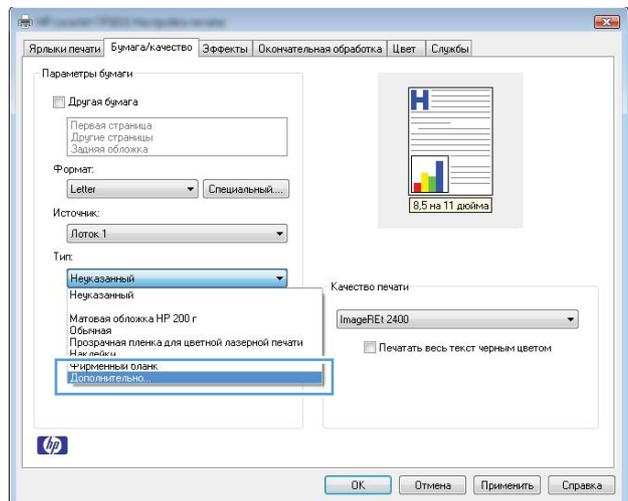 Ярлыки печати Бумага/качество Эффекты Окончательная обработка Цвет Службы
Параметры бумаги
Другая бумага
Первая страница
Другие страницы
Задняя обложка
Формат:
Letter Специальный....
8,5 на 11 дюйма
Источник:
Лоток 1
Тип:
Неуказанный
Неуказанный
Матовая обложка HP 200 г
Обычная
Прозрачная пленка для цветной лазерной печати
Наклейки
Фирменный бланк
Дополнительно...
Качество печати
ImageREt 2400
Печатать весь текст черным цветом
hp
OK Отмена Применить Справка